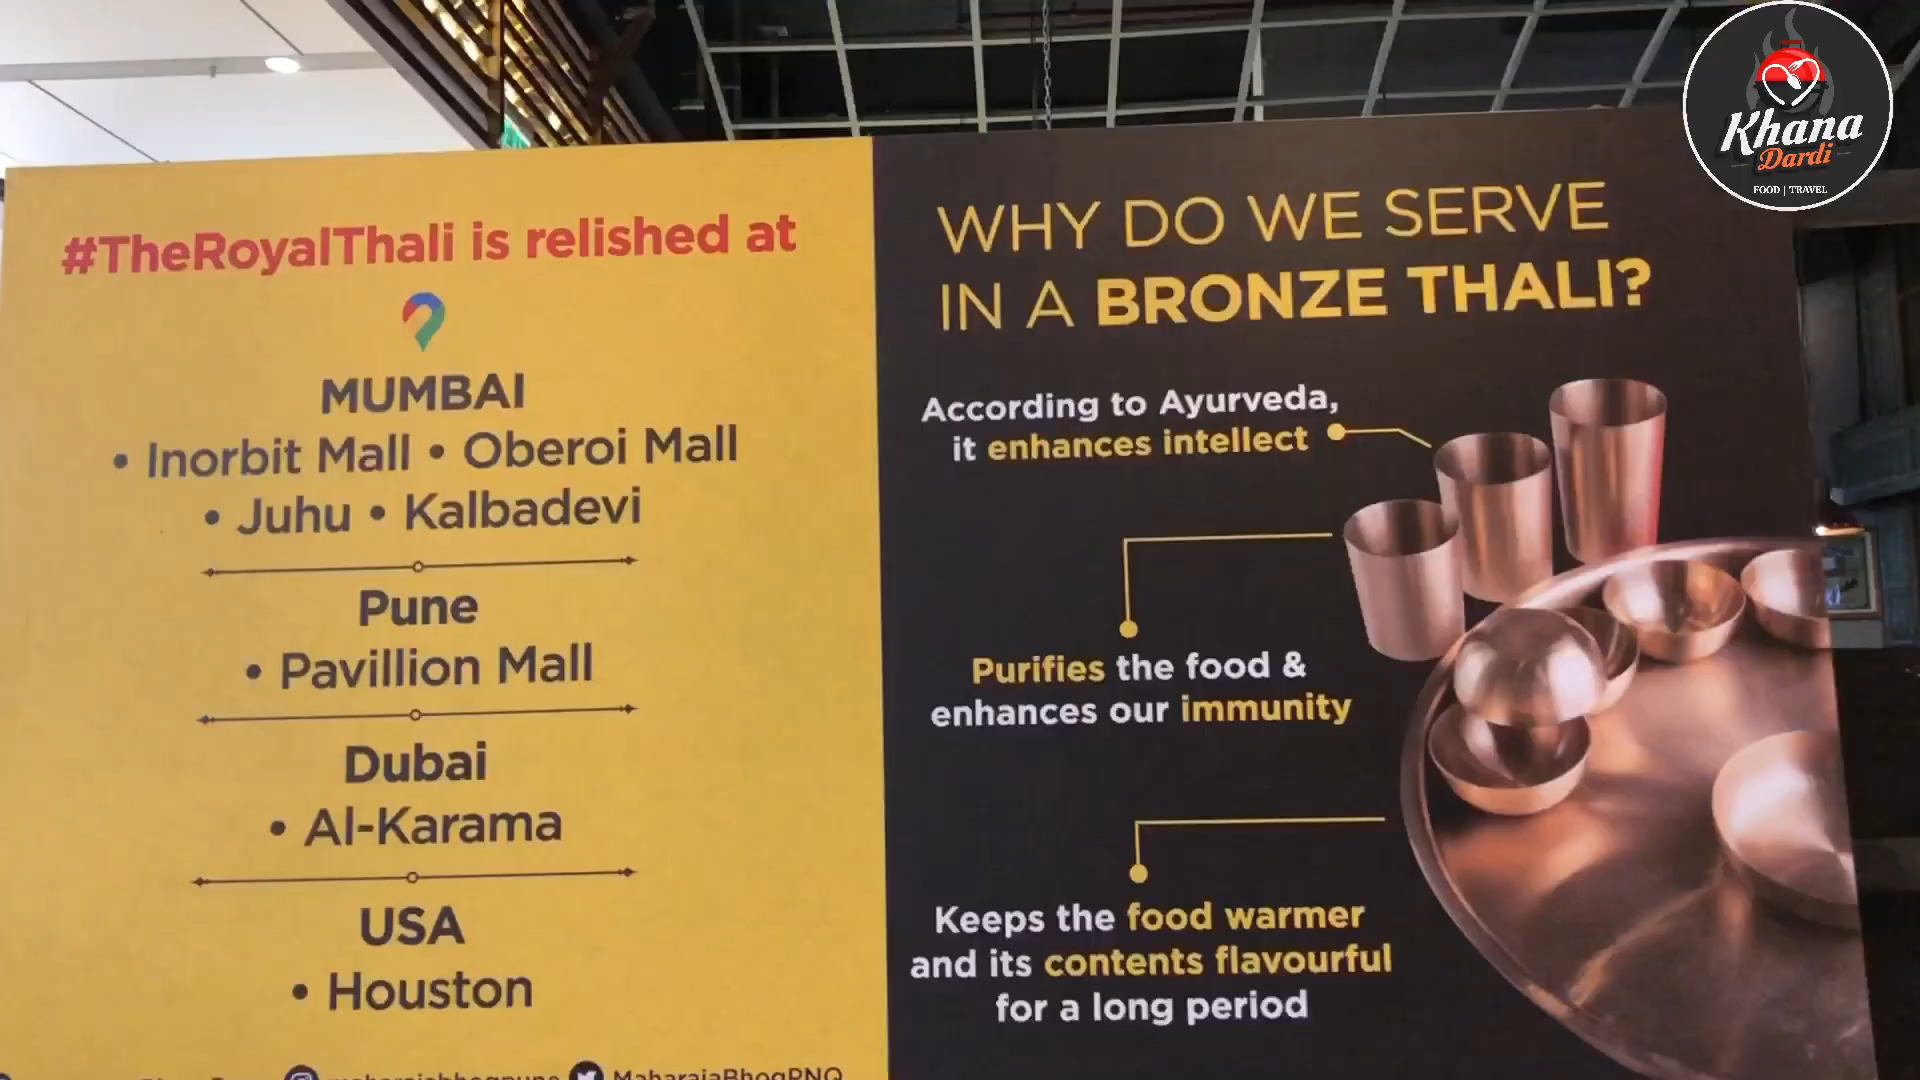 #TheRoyalThali is relished at
MUMBAI
• Inorbit Mall • Oberoi Mall
• Juhu • Kalbadevi
Pune
• Pavillion Mall
Dubai
• Al-Karama
USA
• Houston
maharajabhogpune MaharajaBhogPNQ
WHY DO WE SERVE
IN A BRONZE THALI?
According to Ayurveda,
it enhances intellect
Purifies the food &
enhances our immunity
Keeps the food warmer
and its contents flavourful
for a long period
Khana
Dardi
FOOD | TRAVEL